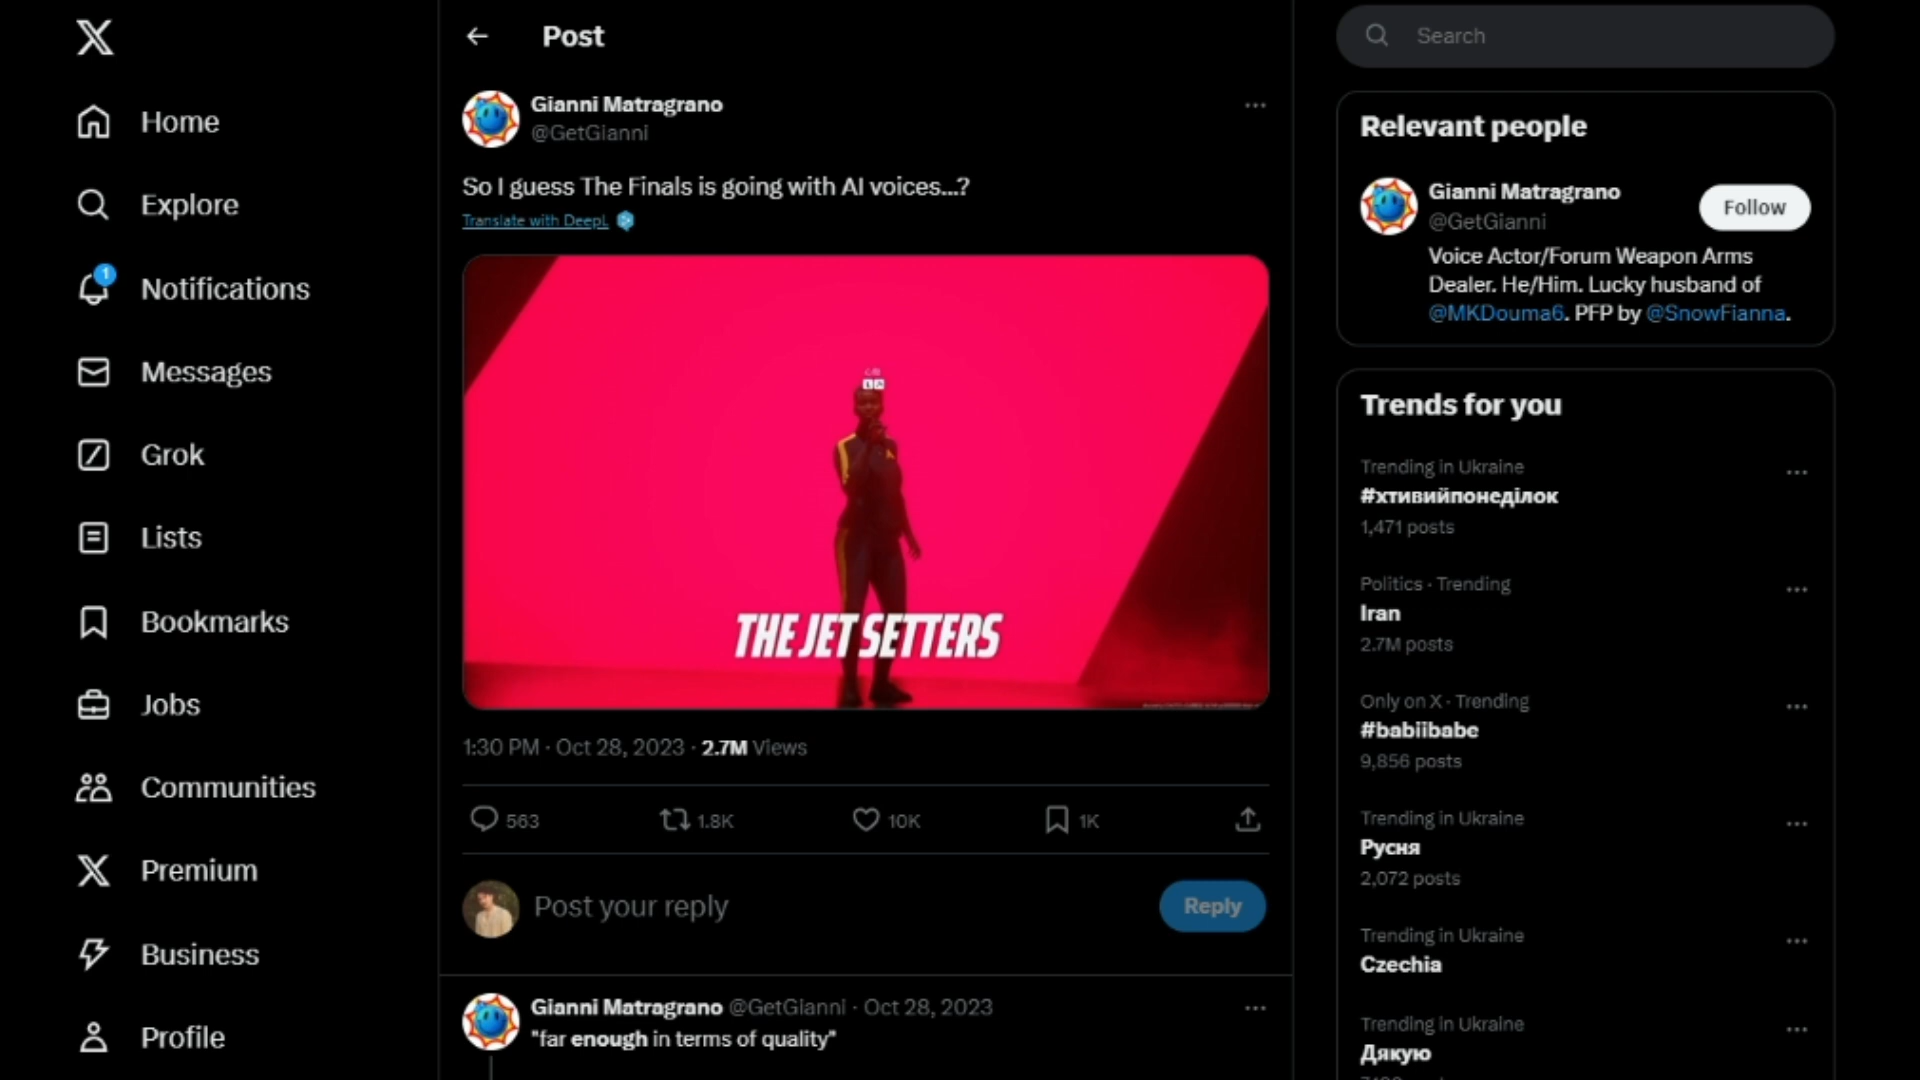 Home
Explore
1
Notifications
Messages
Grok
Lists
Bookmarks
Jobs
Communities
Premium
Business
Profile
Post
Gianni Matragrano
@GetGianni
So I guess The Finals is going with AI voices...?
Translate with DeepL
THE JET SETTERS
1:30 PM · Oct 28, 2023 · 2.7M Views
563
1.8K
10K
1K
Post your reply
Reply
Gianni Matragrano @GetGianni · Oct 28, 2023
"far enough in terms of quality"
Search
Relevant people
Gianni Matragrano
@GetGianni
Follow
Voice Actor/Forum Weapon Arms
Dealer. He/Him. Lucky husband of
@MKDouma6. PFP by @SnowFianna.
Trends for you
Trending in Ukraine
#хтивийпонеділок
1,471 posts
Politics · Trending
Iran
2.7M posts
Only on X · Trending
#babiibabe
9,856 posts
Trending in Ukraine
Русня
2,072 posts
Trending in Ukraine
Czechia
Trending in Ukraine
Дякую